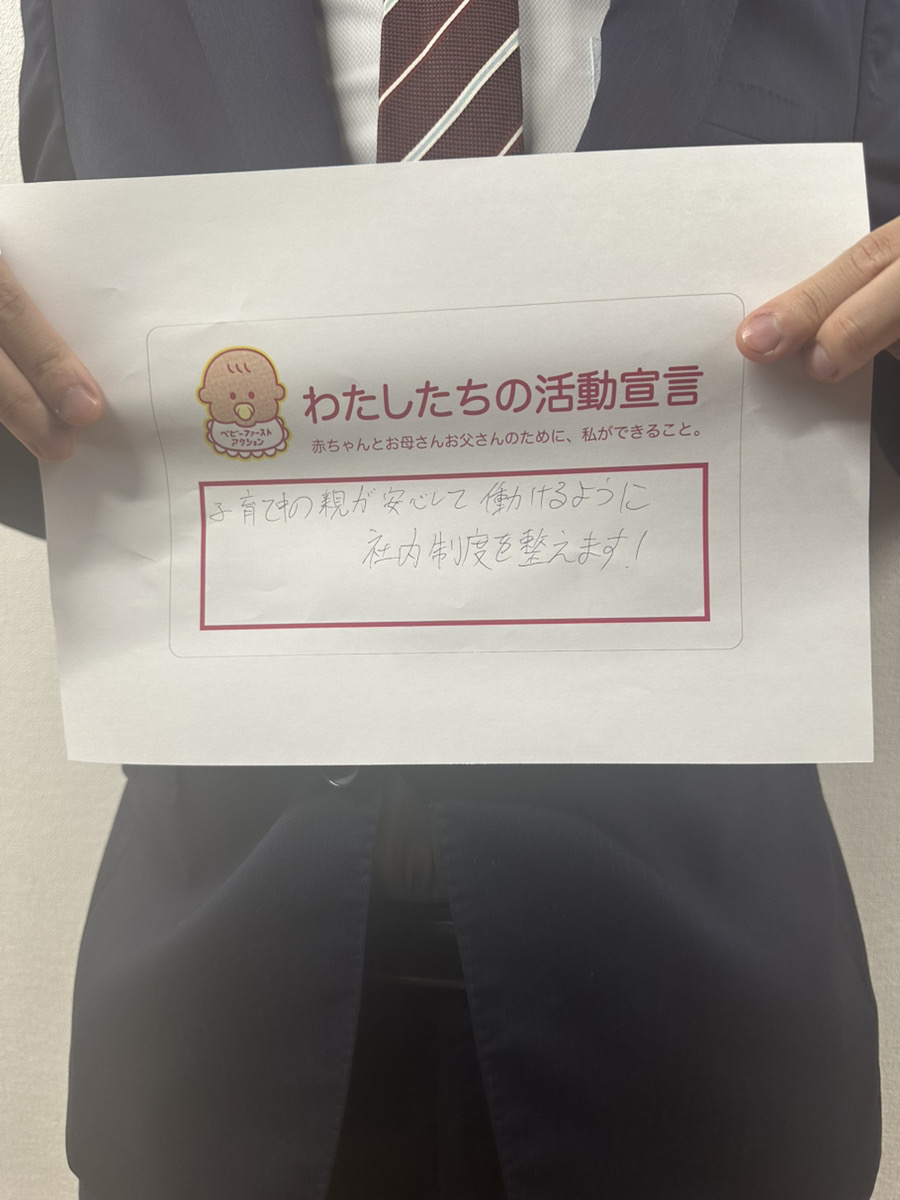 わたしたちの活動宣言
赤ちゃんとお母さんお父さんのために、私ができること。
ベビーファースト
アクション
子育て中の親が安心して働けるように
社内制度を整えます!